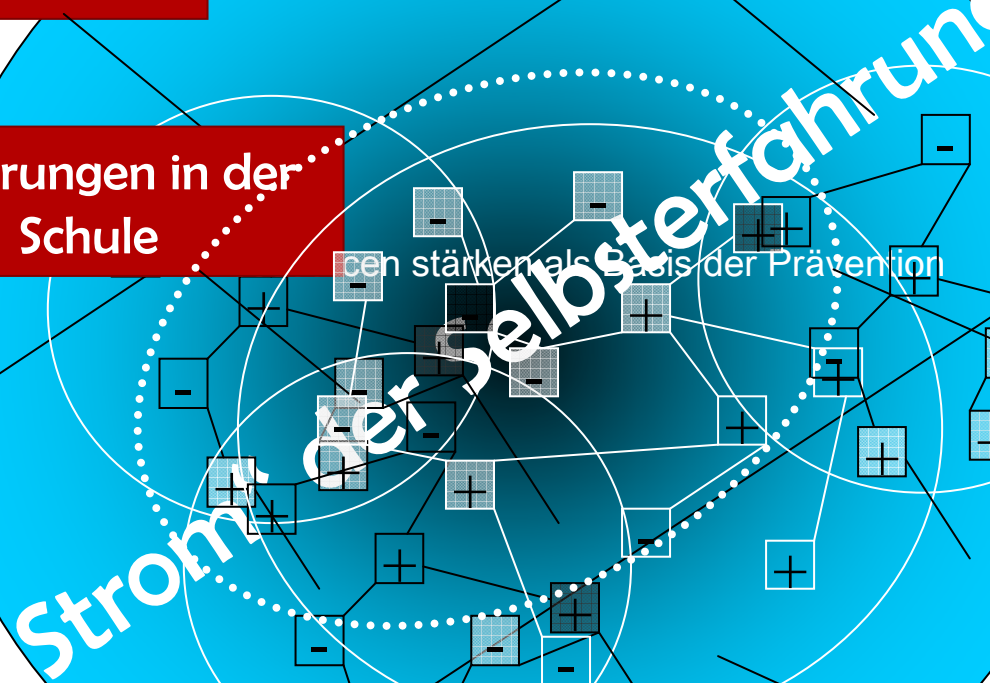 rungen in der
Schule
cen stärken als Basis der Prävention
Strom der Selbsterfahrung